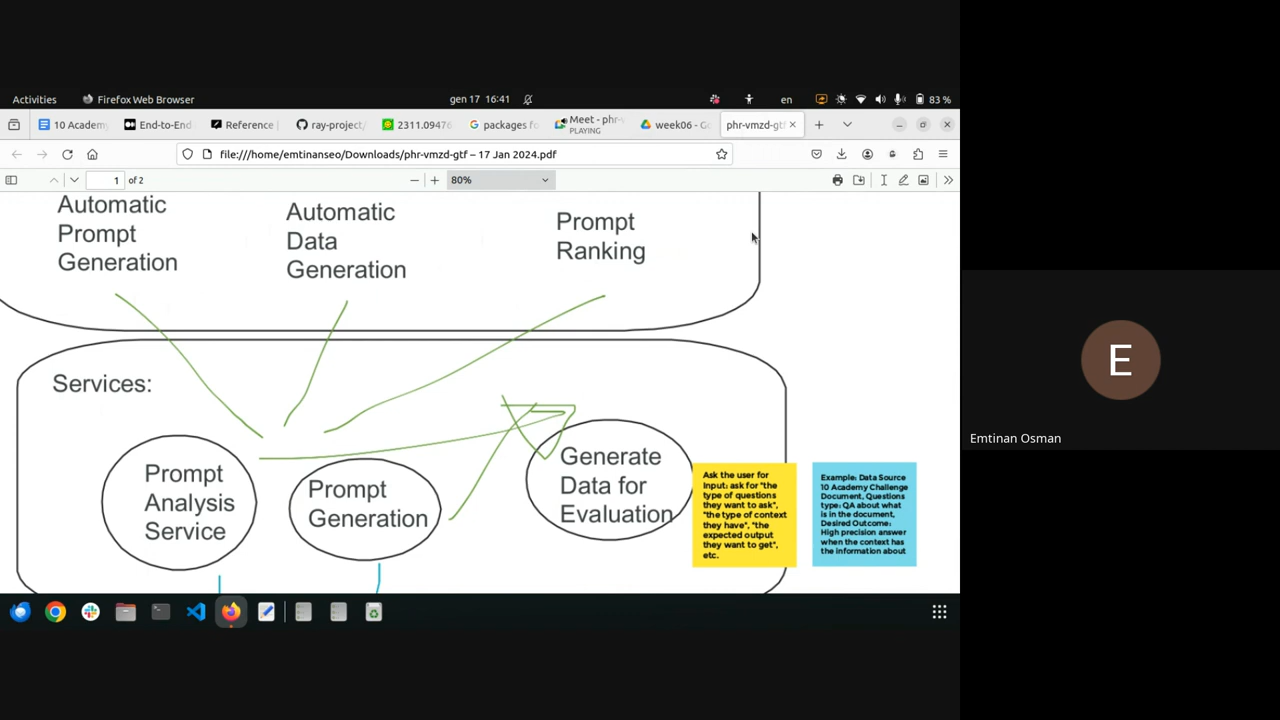 Activities
Firefox Web Browser
gen 17 16:41
en
83 %
10 Academ
End-to-End
Reference
ray-project/
2311.09476
packages fo
Meet - phr-
PLAYING
week06 - G
phr-vmzd-gtf
file:///home/emtinanseo/Downloads/phr-vmzd-gtf – 17 Jan 2024.pdf
1
of 2
80%
Automatic
Prompt
Generation
Automatic
Data
Generation
Prompt
Ranking
Services:
Prompt
Analysis
Service
Prompt
Generation
Generate
Data for
Evaluation
Ask the user for
Input: ask for "the
type of questions
they want to ask",
"the type of context
they have", "the
expected output
they want to get",
etc.
Example: Data Source
10 Academy Challenge
Document, Questions
type: QA about what
is in the document,
Desired Outcome:
High precision answer
when the context has
the information about
E
Emtinan Osman